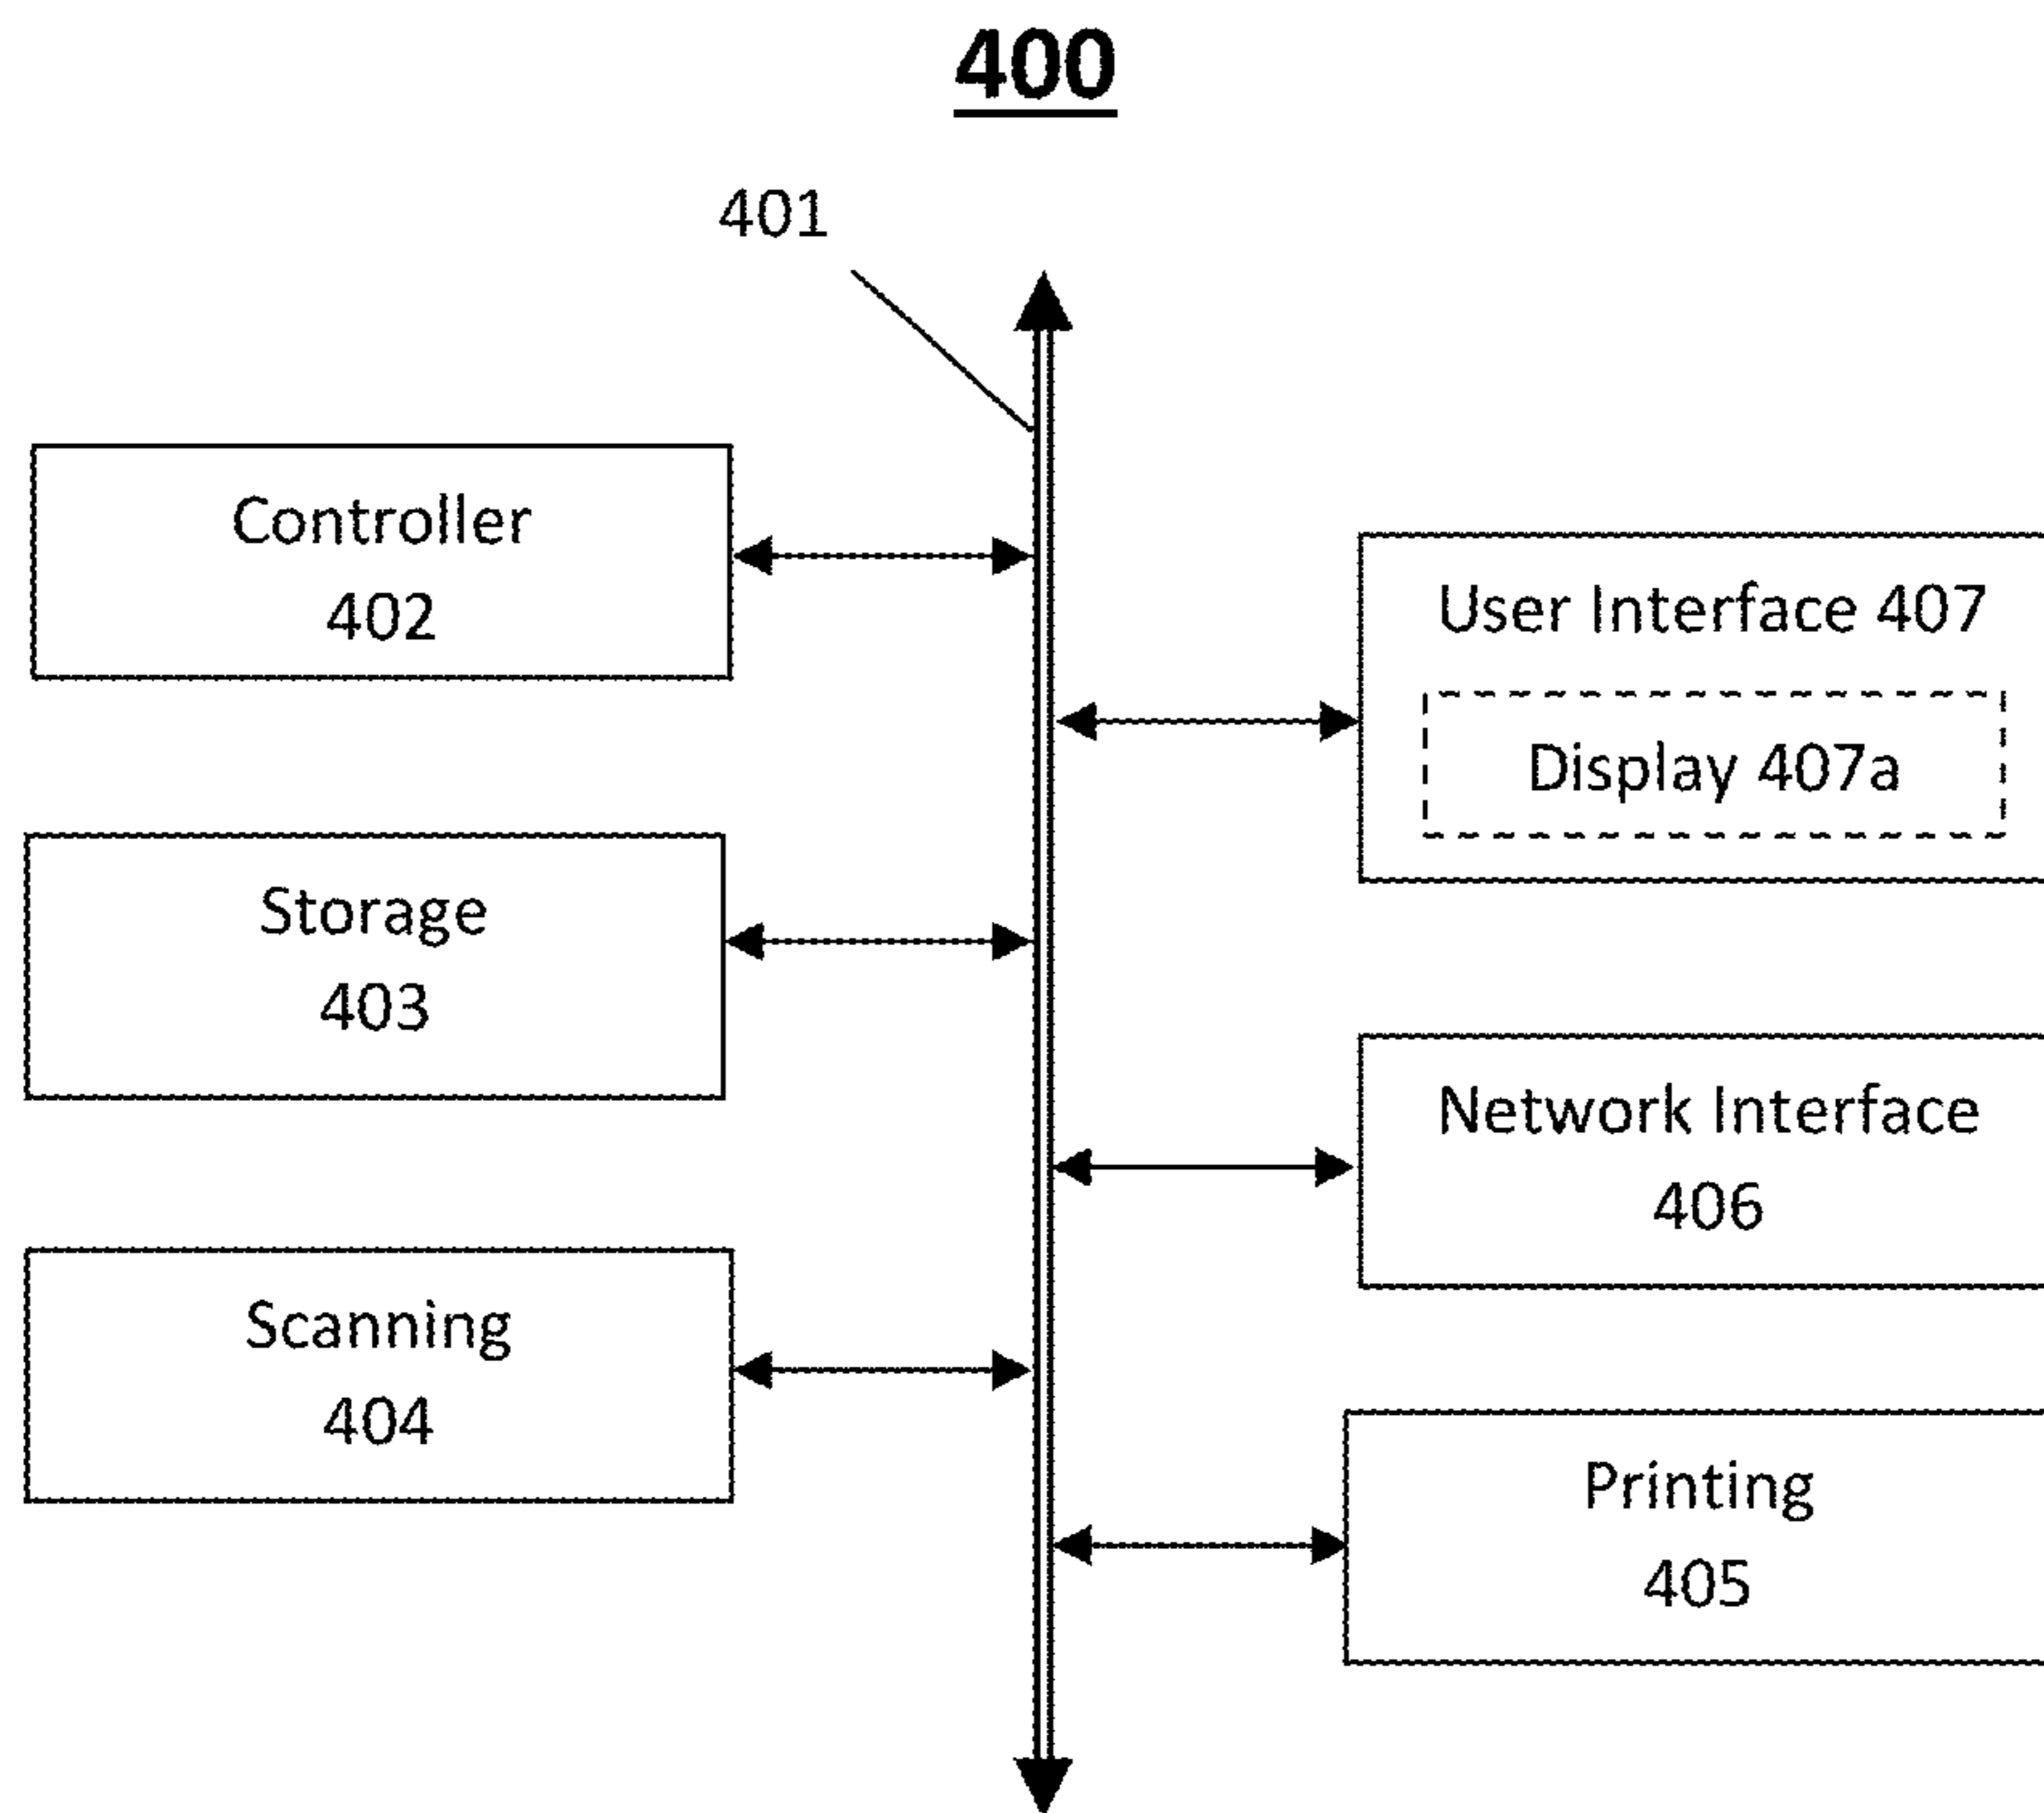 400
401
Controller
402
User Interface 407
Display 407a
Storage
403
Network Interface
406
Scanning
404
Printing
405